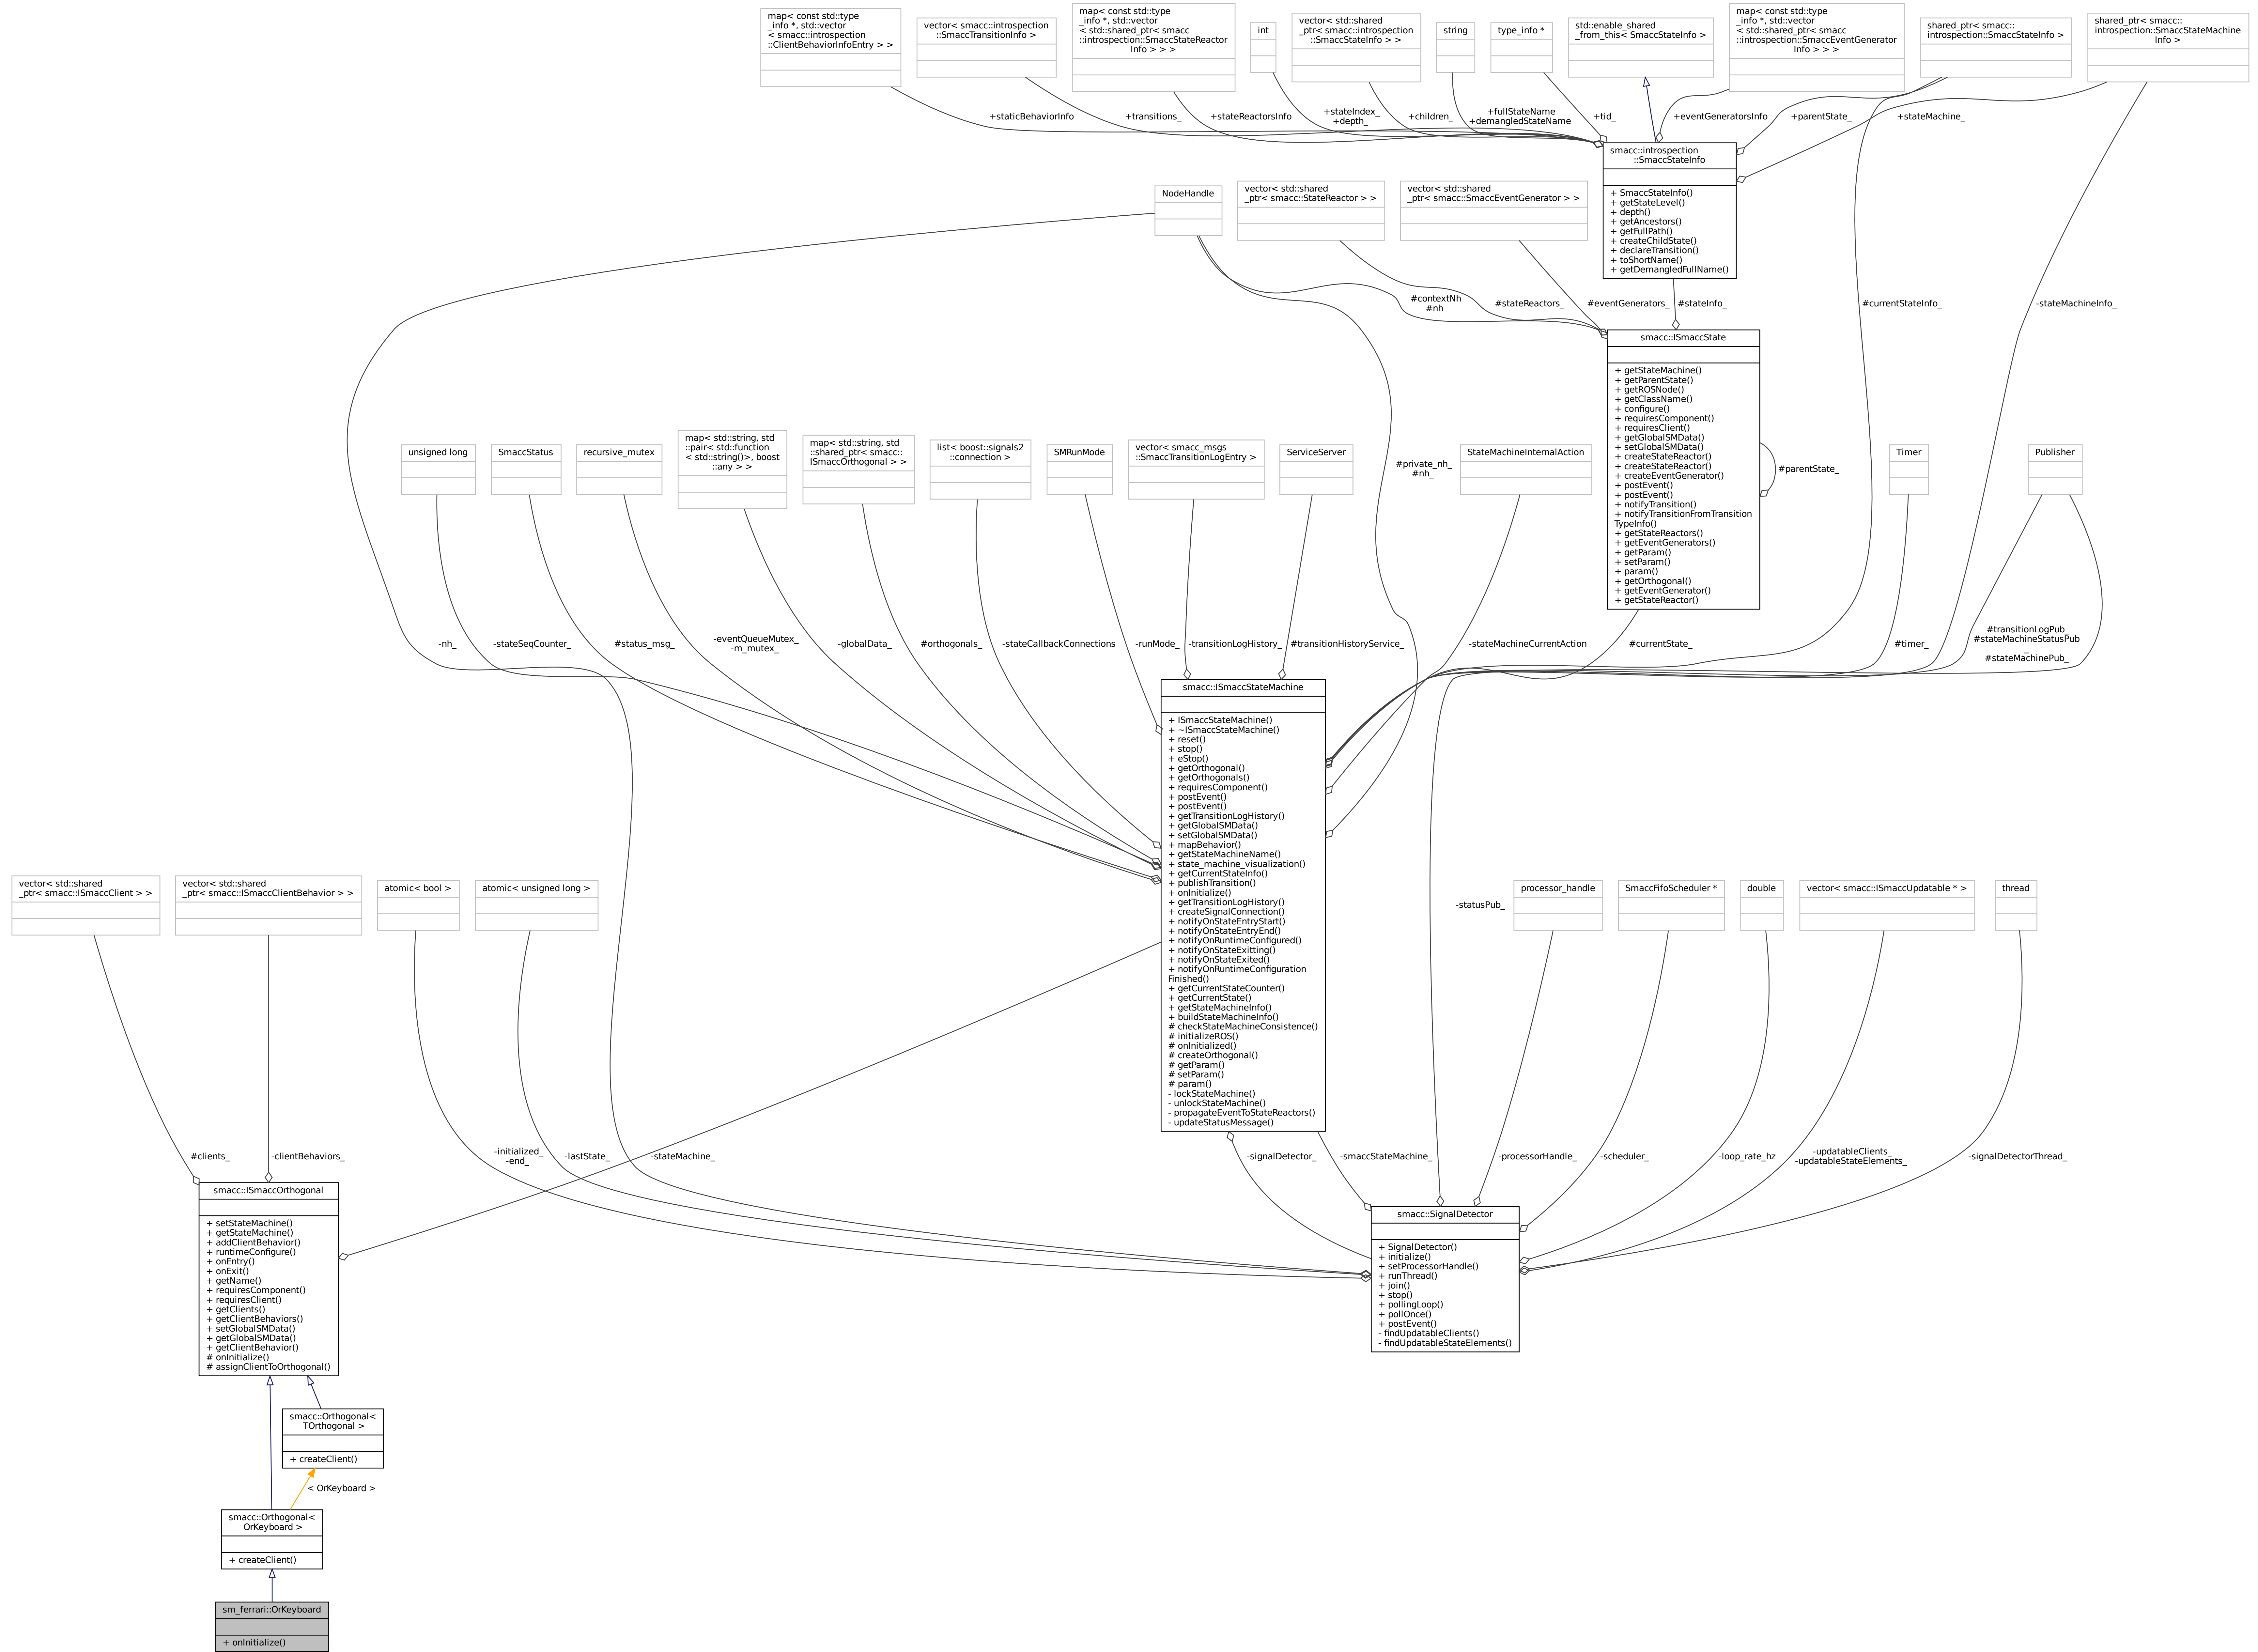 map< const std::type
_info *, std::vector
< smacc::introspection
::ClientBehaviorInfoEntry > >
vector< smacc::introspection
::SmaccTransitionInfo >
map< const std::type
_info *, std::vector
< std::shared_ptr< smacc
::introspection::SmaccStateReactor
Info > > >
int
vector< std::shared
_ptr< smacc::introspection
::SmaccStateInfo > >
string
type_info *
std::enable_shared
_from_this< SmaccStateInfo >
map< const std::type
_info *, std::vector
< std::shared_ptr< smacc
::introspection::SmaccEventGenerator
Info > > >
shared_ptr< smacc::
introspection::SmaccStateInfo >
shared_ptr< smacc::
introspection::SmaccStateMachine
Info >
+staticBehaviorInfo
+transitions_
+stateReactorsInfo
+stateIndex_
+depth_
+children_
+fullStateName
+demangledStateName
+tid_
+eventGeneratorsInfo
+parentState_
+stateMachine_
smacc::introspection
::SmaccStateInfo
+ SmaccStateInfo()
+ getStateLevel()
+ depth()
+ getAncestors()
+ getFullPath()
+ createChildState()
+ declareTransition()
+ toShortName()
+ getDemangledFullName()
NodeHandle
vector< std::shared
_ptr< smacc::StateReactor > >
vector< std::shared
_ptr< smacc::SmaccEventGenerator > >
#contextNh
#nh
#stateReactors_
#eventGenerators_
#stateInfo_
#currentStateInfo_
-stateMachineInfo_
smacc::ISmaccState
+ getStateMachine()
+ getParentState()
+ getROSNode()
+ getClassName()
+ configure()
+ requiresComponent()
+ requiresClient()
+ getGlobalSMData()
+ setGlobalSMData()
+ createStateReactor()
+ createStateReactor()
+ createEventGenerator()
+ postEvent()
+ postEvent()
+ notifyTransition()
+ notifyTransitionFromTransition
TypeInfo()
+ getStateReactors()
+ getEventGenerators()
+ getParam()
+ setParam()
+ param()
+ getOrthogonal()
+ getEventGenerator()
+ getStateReactor()
#parentState_
unsigned long
SmaccStatus
recursive_mutex
map< std::string, std
::pair< std::function
< std::string()>, boost
::any > >
map< std::string, std
::shared_ptr< smacc::
ISmaccOrthogonal > >
list< boost::signals2
::connection >
SMRunMode
vector< smacc_msgs
::SmaccTransitionLogEntry >
ServiceServer
#private_nh_
#nh_
StateMachineInternalAction
Timer
Publisher
-nh_
-stateSeqCounter_
#status_msg_
-eventQueueMutex_
-m_mutex_
-globalData_
#orthogonals_
-stateCallbackConnections
-runMode_
-transitionLogHistory_
#transitionHistoryService_
-stateMachineCurrentAction
#currentState_
#timer_
#transitionLogPub_
#stateMachineStatusPub
_
#stateMachinePub_
smacc::ISmaccStateMachine
+ ISmaccStateMachine()
+ ~ISmaccStateMachine()
+ reset()
+ stop()
+ eStop()
+ getOrthogonal()
+ getOrthogonals()
+ requiresComponent()
+ postEvent()
+ postEvent()
+ getTransitionLogHistory()
+ getGlobalSMData()
+ setGlobalSMData()
+ mapBehavior()
+ getStateMachineName()
+ state_machine_visualization()
+ getCurrentStateInfo()
+ publishTransition()
+ onInitialize()
+ getTransitionLogHistory()
+ createSignalConnection()
+ notifyOnStateEntryStart()
+ notifyOnStateEntryEnd()
+ notifyOnRuntimeConfigured()
+ notifyOnStateExitting()
+ notifyOnStateExited()
+ notifyOnRuntimeConfiguration
Finished()
+ getCurrentStateCounter()
+ getCurrentState()
+ getStateMachineInfo()
+ buildStateMachineInfo()
# checkStateMachineConsistence()
# initializeROS()
# onInitialized()
# createOrthogonal()
# getParam()
# setParam()
# param()
- lockStateMachine()
- unlockStateMachine()
- propagateEventToStateReactors()
- updateStatusMessage()
vector< std::shared
_ptr< smacc::ISmaccClient > >
vector< std::shared
_ptr< smacc::ISmaccClientBehavior > >
atomic< bool >
atomic< unsigned long >
-statusPub_
processor_handle
SmaccFifoScheduler *
double
vector< smacc::ISmaccUpdatable * >
thread
#clients_
-clientBehaviors_
-initialized_
-end_
-lastState_
-stateMachine_
-signalDetector_
-smaccStateMachine_
-processorHandle_
-scheduler_
-loop_rate_hz
-updatableClients_
-updatableStateElements_
-signalDetectorThread_
smacc::ISmaccOrthogonal
+ setStateMachine()
+ getStateMachine()
+ addClientBehavior()
+ runtimeConfigure()
+ onEntry()
+ onExit()
+ getName()
+ requiresComponent()
+ requiresClient()
+ getClients()
+ getClientBehaviors()
+ setGlobalSMData()
+ getGlobalSMData()
+ getClientBehavior()
# onInitialize()
# assignClientToOrthogonal()
smacc::SignalDetector
+ SignalDetector()
+ initialize()
+ setProcessorHandle()
+ runThread()
+ join()
+ stop()
+ pollingLoop()
+ pollOnce()
+ postEvent()
- findUpdatableClients()
- findUpdatableStateElements()
smacc::Orthogonal<
TOrthogonal >
+ createClient()
< OrKeyboard >
smacc::Orthogonal<
OrKeyboard >
+ createClient()
sm_ferrari::OrKeyboard
+ onInitialize()